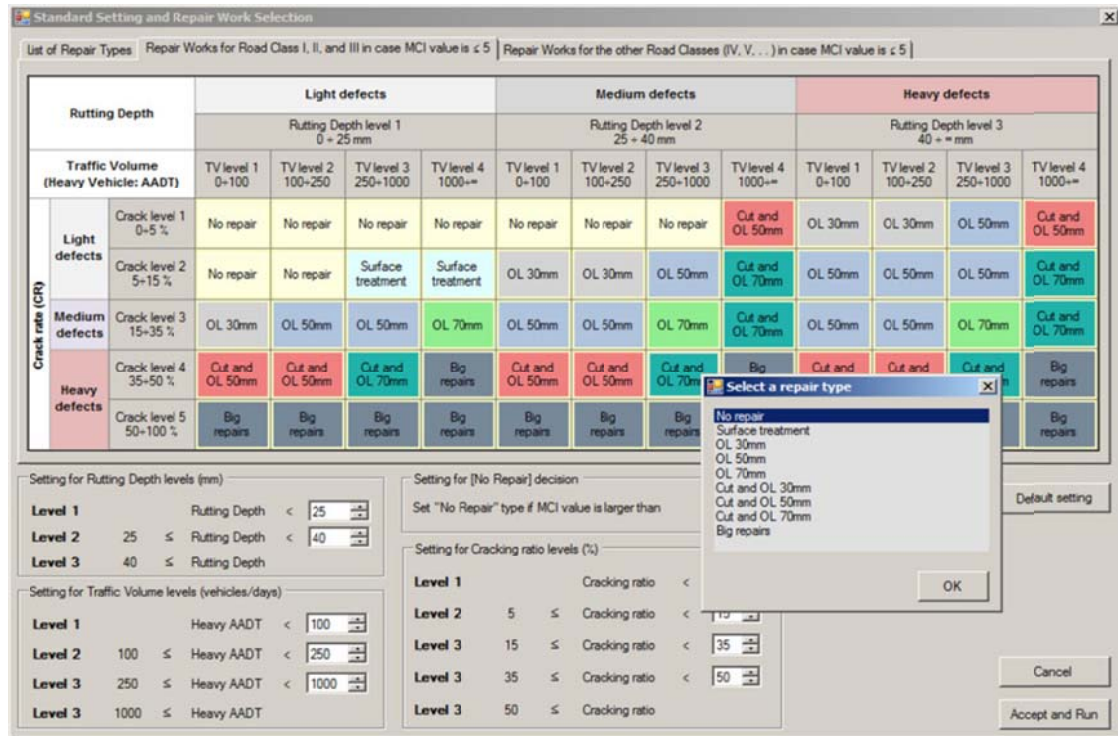 Standard Setting and Repair Work Selection
List of Repair Types
Repair Works for Road Class I, II, and III in case MCI value is ≤ 5
Repair Works for the other Road Classes (IV, V, . . . ) in case MCI value is ≤ 5
Rutting Depth
Light defects
Medium defects
Heavy defects
Rutting Depth level 1
0 ÷ 25 mm
Rutting Depth level 2
25 ÷ 40 mm
Rutting Depth level 3
40 ÷ ∞ mm
Traffic Volume
(Heavy Vehicle: AADT)
TV level 1
0÷100
TV level 2
100÷250
TV level 3
250÷1000
TV level 4
1000÷∞
TV level 1
0÷100
TV level 2
100÷250
TV level 3
250÷1000
TV level 4
1000÷∞
TV level 1
0÷100
TV level 2
100÷250
TV level 3
250÷1000
TV level 4
1000÷∞
Crack rate (CR)
Light
defects
Crack level 1
0÷5 %
No repair
No repair
No repair
No repair
No repair
No repair
No repair
Cut and
OL 50mm
OL 30mm
OL 30mm
OL 50mm
Cut and
OL 50mm
Crack level 2
5÷15 %
No repair
No repair
Surface
treatment
Surface
treatment
OL 30mm
OL 30mm
OL 50mm
Cut and
OL 70mm
OL 50mm
OL 50mm
OL 50mm
Cut and
OL 70mm
Medium
defects
Crack level 3
15÷35 %
OL 30mm
OL 50mm
OL 50mm
OL 70mm
OL 50mm
OL 50mm
OL 70mm
Cut and
OL 70mm
OL 50mm
OL 50mm
OL 70mm
Cut and
OL 70mm
Heavy
defects
Crack level 4
35÷50 %
Cut and
OL 50mm
Cut and
OL 50mm
Cut and
OL 70mm
Big
repairs
Cut and
OL 50mm
Cut and
OL 50mm
Cut and
OL 70m
Big
Cut and
Cut and
Cut and
Big
repairs
Crack level 5
50÷100 %
Big
repairs
Big
repairs
Big
repairs
Big
repairs
Big
repairs
Big
repairs
Big
repairs
Big
repairs
Select a repair type
No repair
Surface treatment
OL 30mm
OL 50mm
OL 70mm
Cut and OL 30mm
Cut and OL 50mm
Cut and OL 70mm
Big repairs
OK
Setting for Rutting Depth levels (mm)
Level 1 Rutting Depth < 25
Level 2 25 ≤ Rutting Depth < 40
Level 3 40 ≤ Rutting Depth
Setting for Traffic Volume levels (vehicles/days)
Level 1 Heavy AADT < 100
Level 2 100 ≤ Heavy AADT < 250
Level 3 250 ≤ Heavy AADT < 1000
Level 3 1000 ≤ Heavy AADT
Setting for [No Repair] decision
Set "No Repair" type if MCI value is larger than
Setting for Cracking ratio levels (%)
Level 1 Cracking ratio <
Level 2 5 ≤ Cracking ratio < 15
Level 3 15 ≤ Cracking ratio < 35
Level 3 35 ≤ Cracking ratio < 50
Level 3 50 ≤ Cracking ratio
Default setting
Cancel
Accept and Run